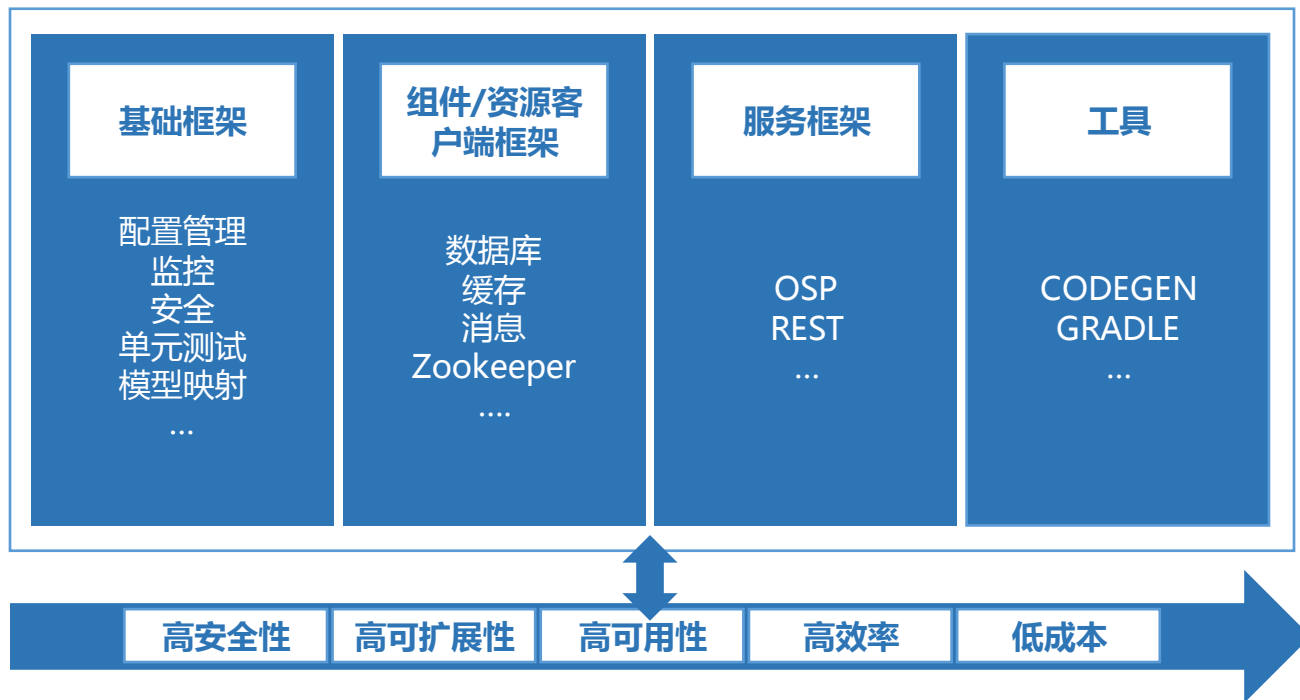 基础框架
配置管理
监控
安全
单元测试
模型映射
...
组件/资源客
户端框架
数据库
缓存
消息
Zookeeper
....
服务框架
OSP
REST
...
工具
CODEGEN
GRADLE
...
高安全性
高可扩展性
高可用性
高效率
低成本